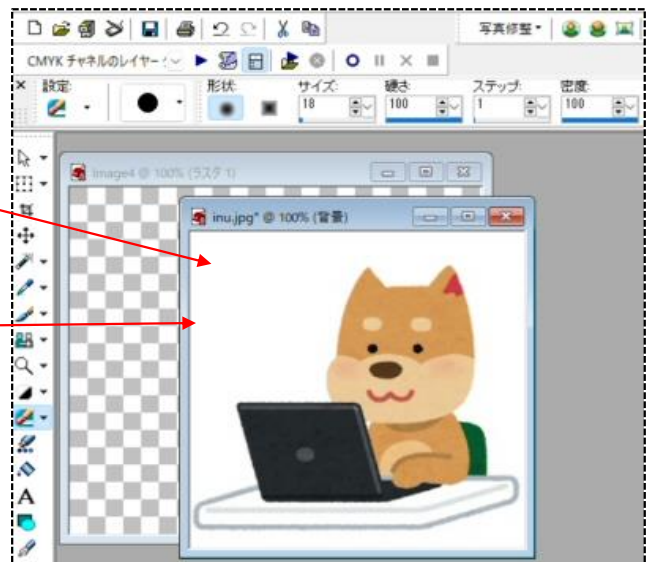 写真修整
CMYK チャネルのレイヤー
設定: 形状: サイズ: 硬さ: ステップ: 密度:
18 100 1 100
image4 @ 100% (ラスタ 1)
inu.jpg* @ 100% (背景)
A